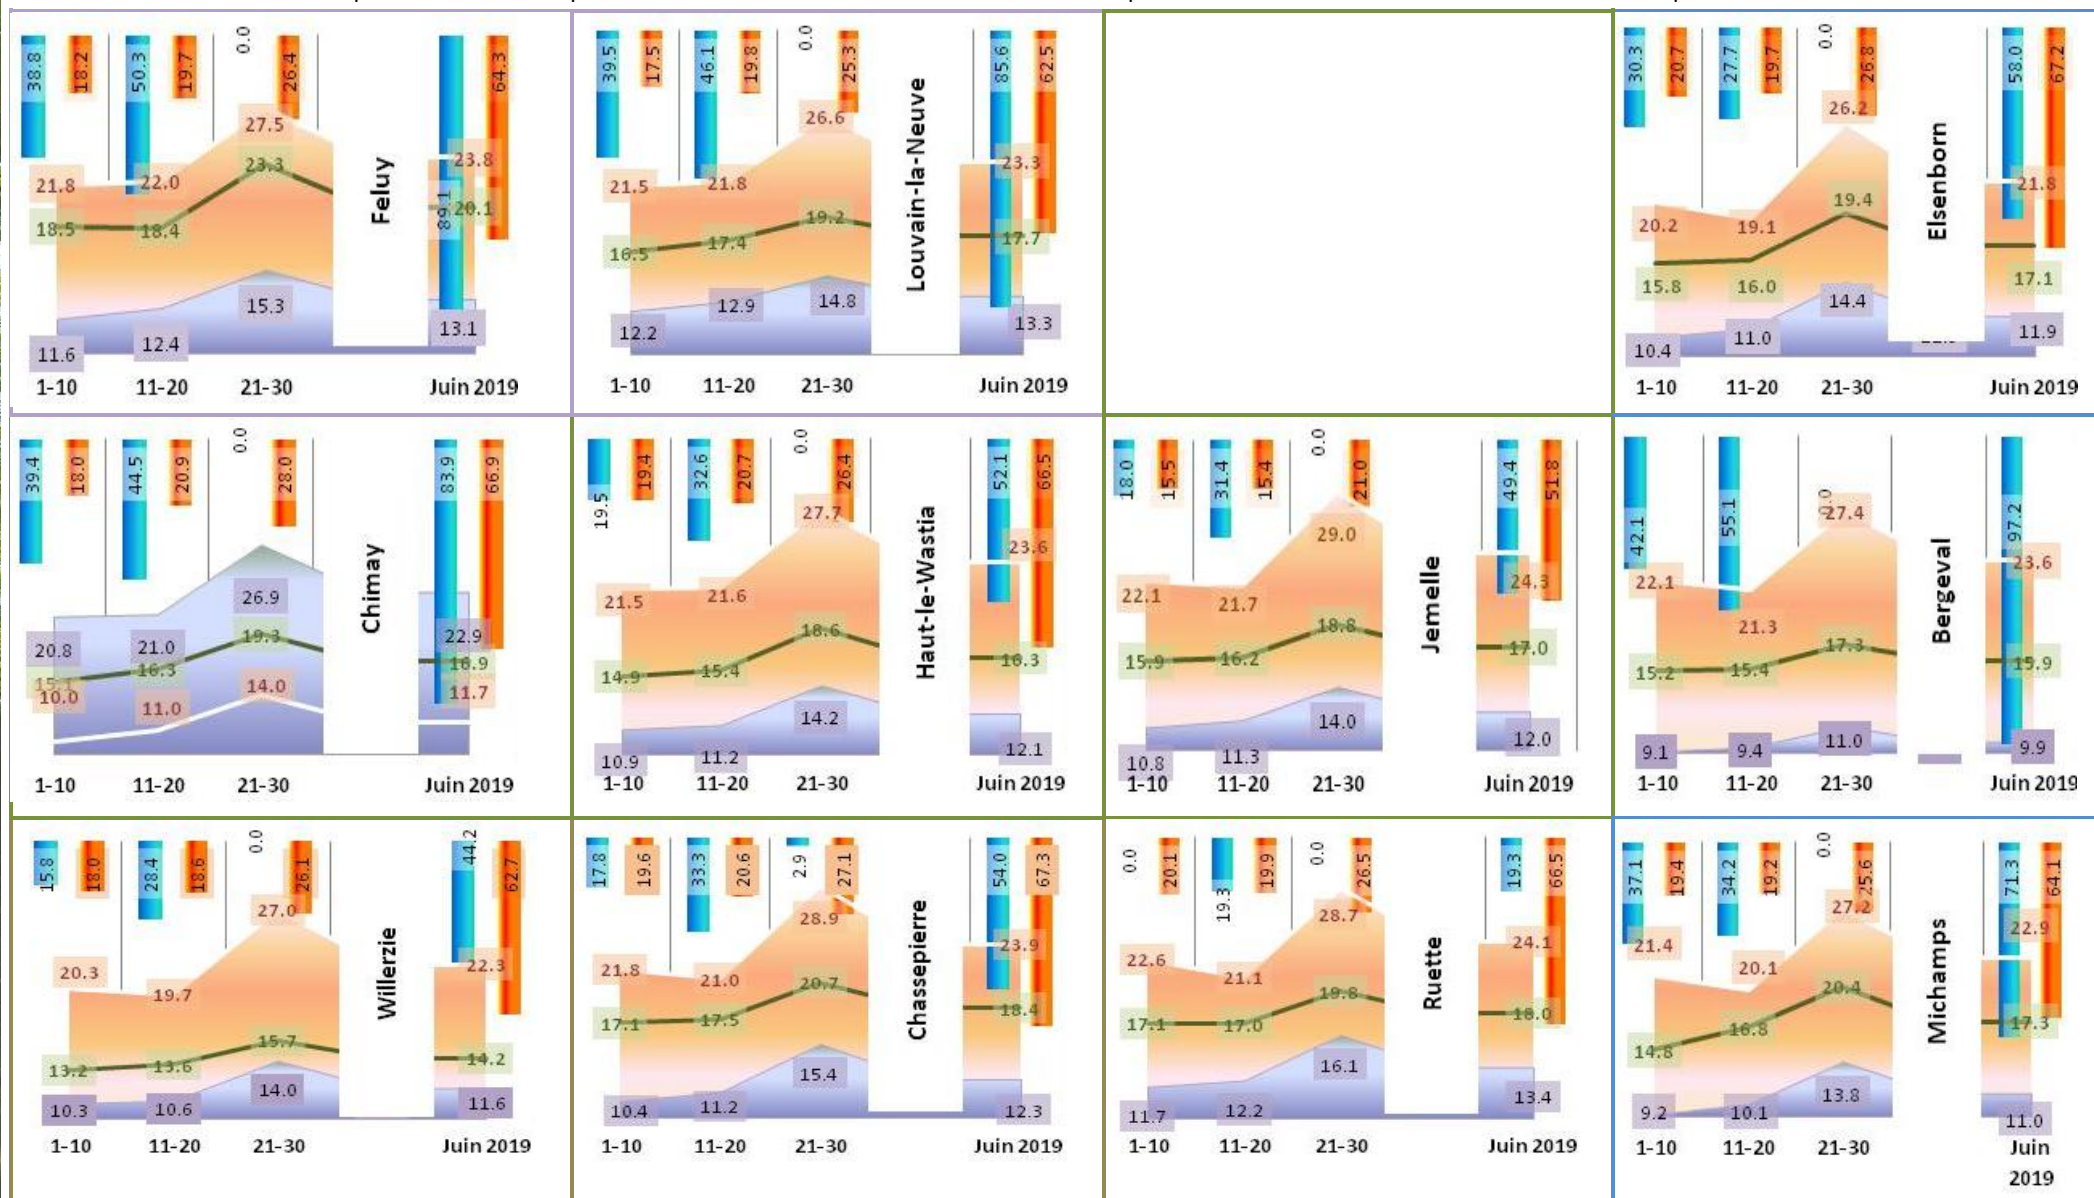 38.8 18.2 50.3 19.7 0.0 26.4 64.3
27.5
23.3
21.8 22.0 23.8
18.5 18.4 89.1 20.1
Feluy
15.3
11.6 12.4 13.1
1-10 11-20 21-30 Juin 2019
39.5 17.5 46.1 19.8 0.0 25.3 85.6 62.5
26.6
21.5 21.8 23.3
16.5 17.4 19.2 17.7
Louvain-la-Neuve
12.2 12.9 14.8 13.3
1-10 11-20 21-30 Juin 2019
30.3 20.7 27.7 19.7 0.0 26.8 58.0 67.2
26.2
20.2 19.1 21.8
19.4
15.8 16.0 17.1
Elsenborn
10.4 11.0 14.4 11.9
1-10 11-20 21-30 Juin 2019
39.4 18.0 44.5 20.9 0.0 28.0 83.9 66.9
20.8 21.0 26.9 22.9
15.1 16.3 19.3 16.9
10.0 11.0 14.0 11.7
Chimay
1-10 11-20 21-30 Juin 2019
19.5 19.4 32.6 20.7 0.0 26.4 52.1 66.5
21.5 21.6 27.7 23.6
14.9 15.4 18.6 16.3
Haut-le-Wastia
10.9 11.2 14.2 12.1
1-10 11-20 21-30 Juin 2019
18.0 15.5 31.4 15.4 0.0 21.0 49.4 51.8
22.1 21.7 29.0 24.3
15.9 16.2 18.8 17.0
Jemelle
10.8 11.3 14.0 12.0
1-10 11-20 21-30 Juin 2019
42.1 55.1 0.0 97.2
22.1 21.3 27.4 23.6
15.2 15.4 17.3 15.9
Bergeval
9.1 9.4 11.0 9.9
1-10 11-20 21-30 Juin 2019
15.8 18.0 28.4 18.6 0.0 26.1 44.2 62.7
20.3 19.7 27.0 22.3
13.2 13.6 15.7 14.2
Willerzie
10.3 10.6 14.0 11.6
1-10 11-20 21-30 Juin 2019
17.8 19.6 33.3 20.6 2.9 27.1 54.0 67.3
21.8 21.0 28.9 23.9
17.1 17.5 20.7 18.4
Chassepierre
10.4 11.2 15.4 12.3
1-10 11-20 21-30 Juin 2019
0.0 20.1 19.3 19.9 0.0 26.5 19.3 66.5
22.6 21.1 28.7 24.1
17.1 17.0 19.8 18.0
Ruette
11.7 12.2 16.1 13.4
1-10 11-20 21-30 Juin 2019
37.1 19.4 34.2 19.2 0.0 25.6 71.3 64.1
21.4 20.1 27.2 22.9
14.8 16.8 20.4 17.3
Michamps
9.2 10.1 13.8 11.0
1-10 11-20 21-30 Juin
2019